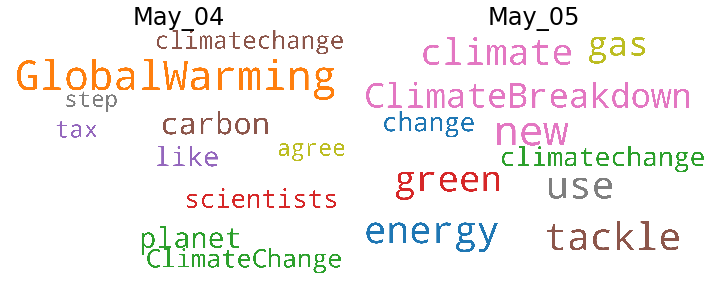 May_04
climatechange
GlobalWarming
step
tax
carbon
like
agree
scientists
planet
ClimateChange
May_05
climate
gas
ClimateBreakdown
change
new
climatechange
green
use
energy
tackle